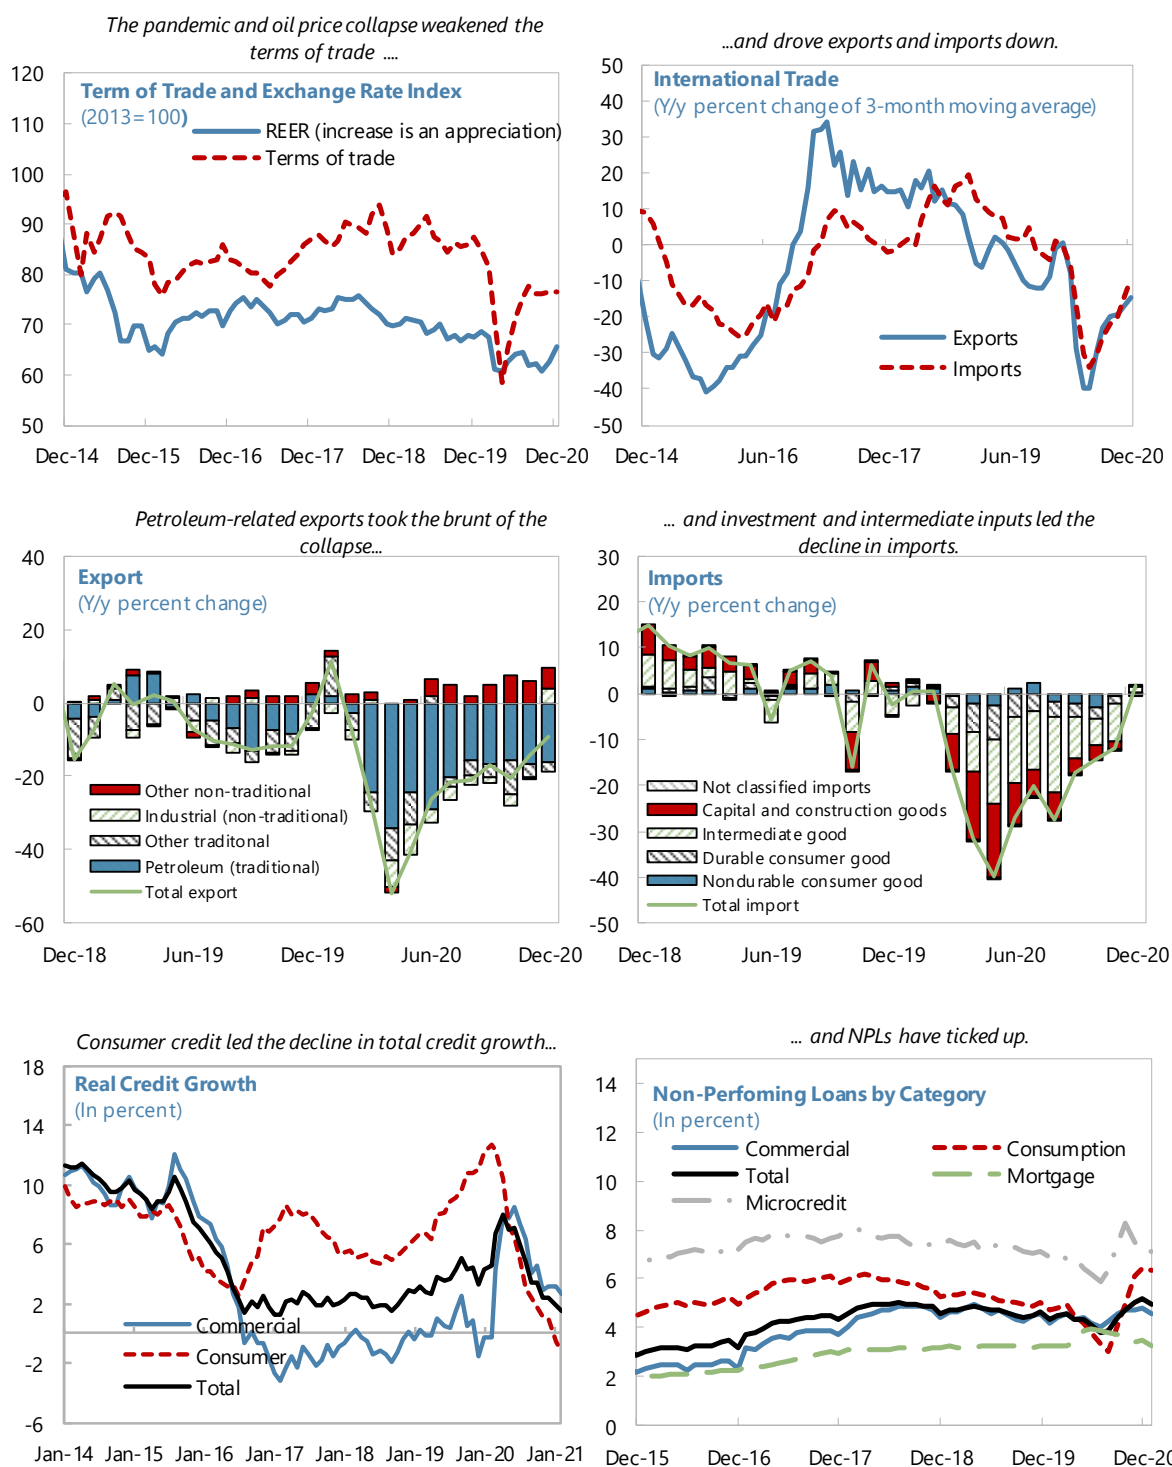 The pandemic and oil price collapse weakened the
terms of trade ....
Term of Trade and Exchange Rate Index
(2013=100)
REER (increase is an appreciation)
Terms of trade
120
110
100
90
80
70
60
50
Dec-14 Dec-15 Dec-16 Dec-17 Dec-18 Dec-19 Dec-20
...and drove exports and imports down.
International Trade
(Y/y percent change of 3-month moving average)
50
40
30
20
10
0
-10
-20
-30
-40
-50
Exports
Imports
Dec-14 Jun-16 Dec-17 Jun-19 Dec-20
Petroleum-related exports took the brunt of the
collapse...
Export
(Y/y percent change)
40
20
0
-20
-40
-60
Other non-traditional
Industrial (non-traditional)
Other traditonal
Petroleum (traditional)
Total export
Dec-18 Jun-19 Dec-19 Jun-20 Dec-20
... and investment and intermediate inputs led the
decline in imports.
Imports
(Y/y percent change)
30
20
10
0
-10
-20
-30
-40
-50
Not classified imports
Capital and construction goods
Intermediate good
Durable consumer good
Nondurable consumer good
Total import
Dec-18 Jun-19 Dec-19 Jun-20 Dec-20
Consumer credit led the decline in total credit growth...
Real Credit Growth
(In percent)
18
14
10
6
2
-2
-6
Commercial
Consumer
Total
Jan-14 Jan-15 Jan-16 Jan-17 Jan-18 Jan-19 Jan-20 Jan-21
... and NPLs have ticked up.
Non-Perfoming Loans by Category
(In percent)
Commercial Consumption
Total Mortgage
Microcredit
14
12
10
8
6
4
2
0
Dec-15 Dec-16 Dec-17 Dec-18 Dec-19 Dec-20